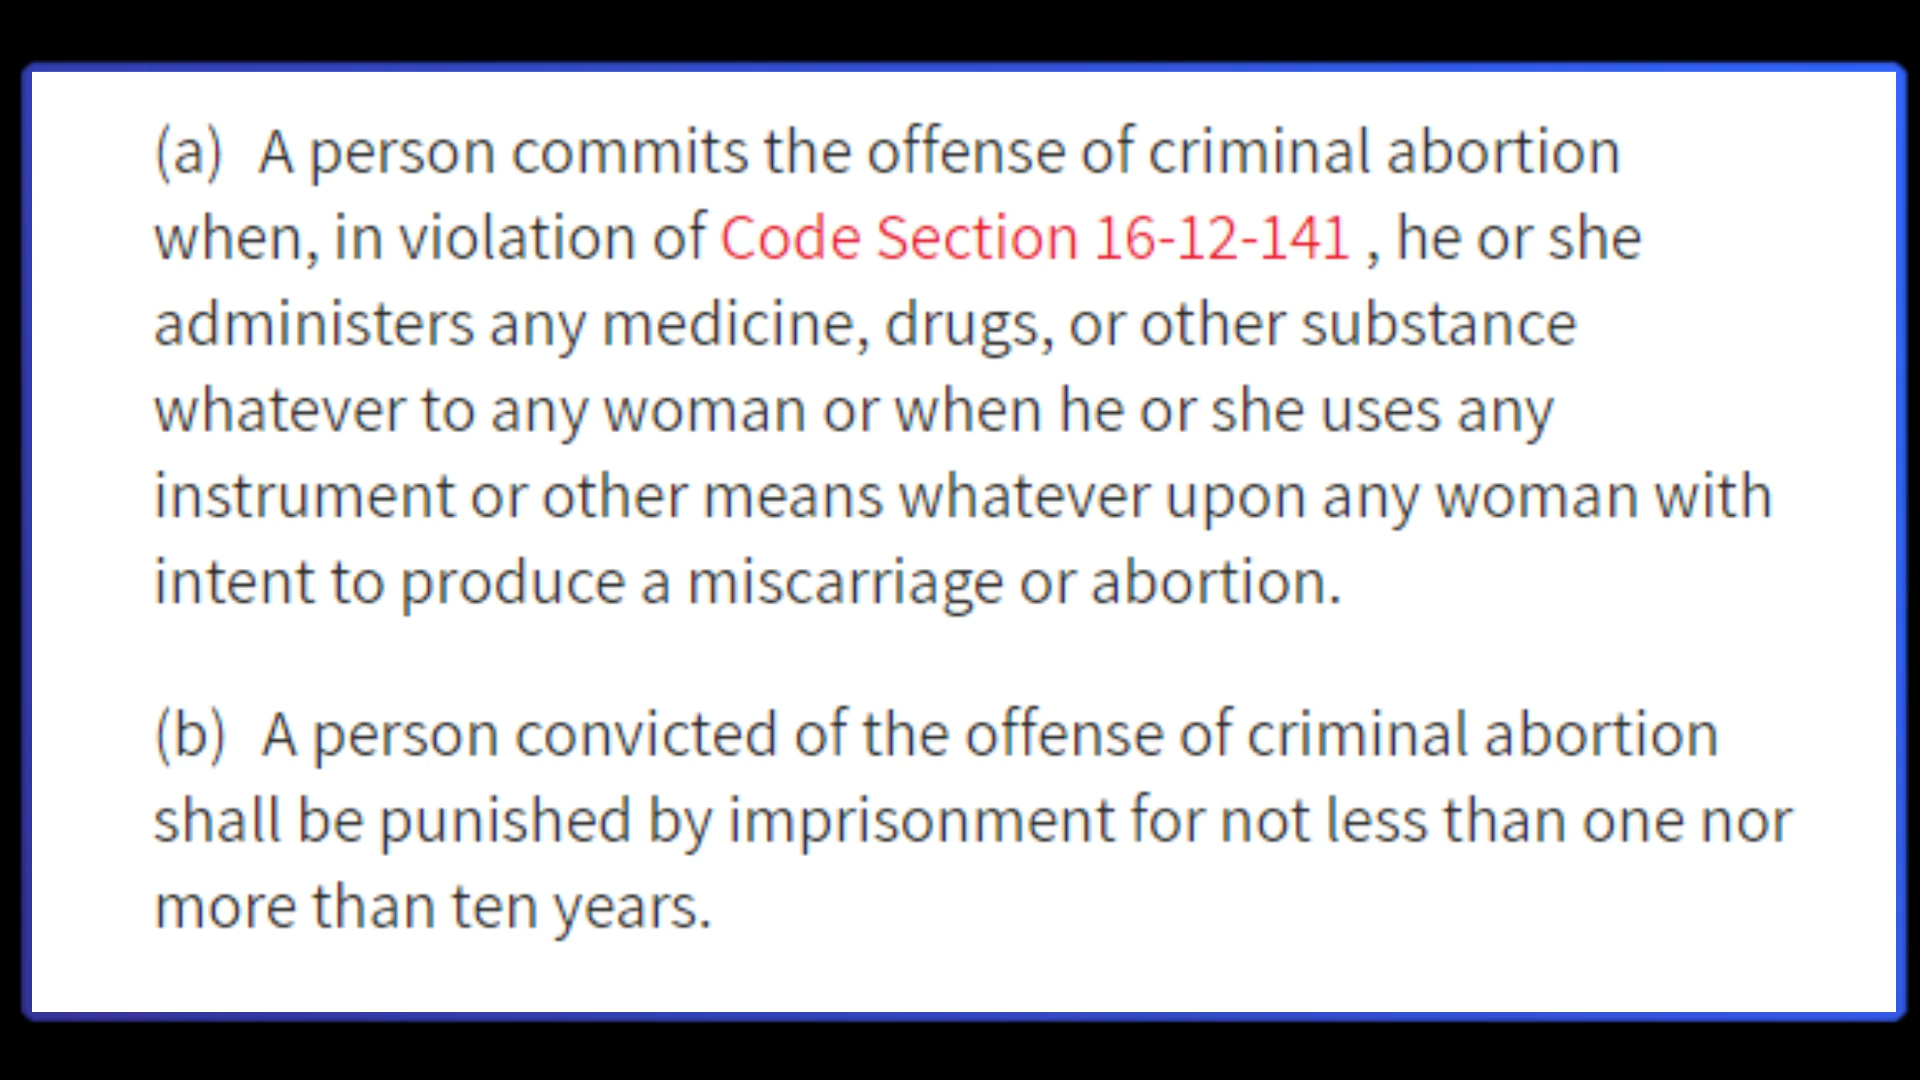 (a) A person commits the offense of criminal abortion
when, in violation of Code Section 16-12-141 , he or she
administers any medicine, drugs, or other substance
whatever to any woman or when he or she uses any
instrument or other means whatever upon any woman with
intent to produce a miscarriage or abortion.
(b) A person convicted of the offense of criminal abortion
shall be punished by imprisonment for not less than one nor
more than ten years.